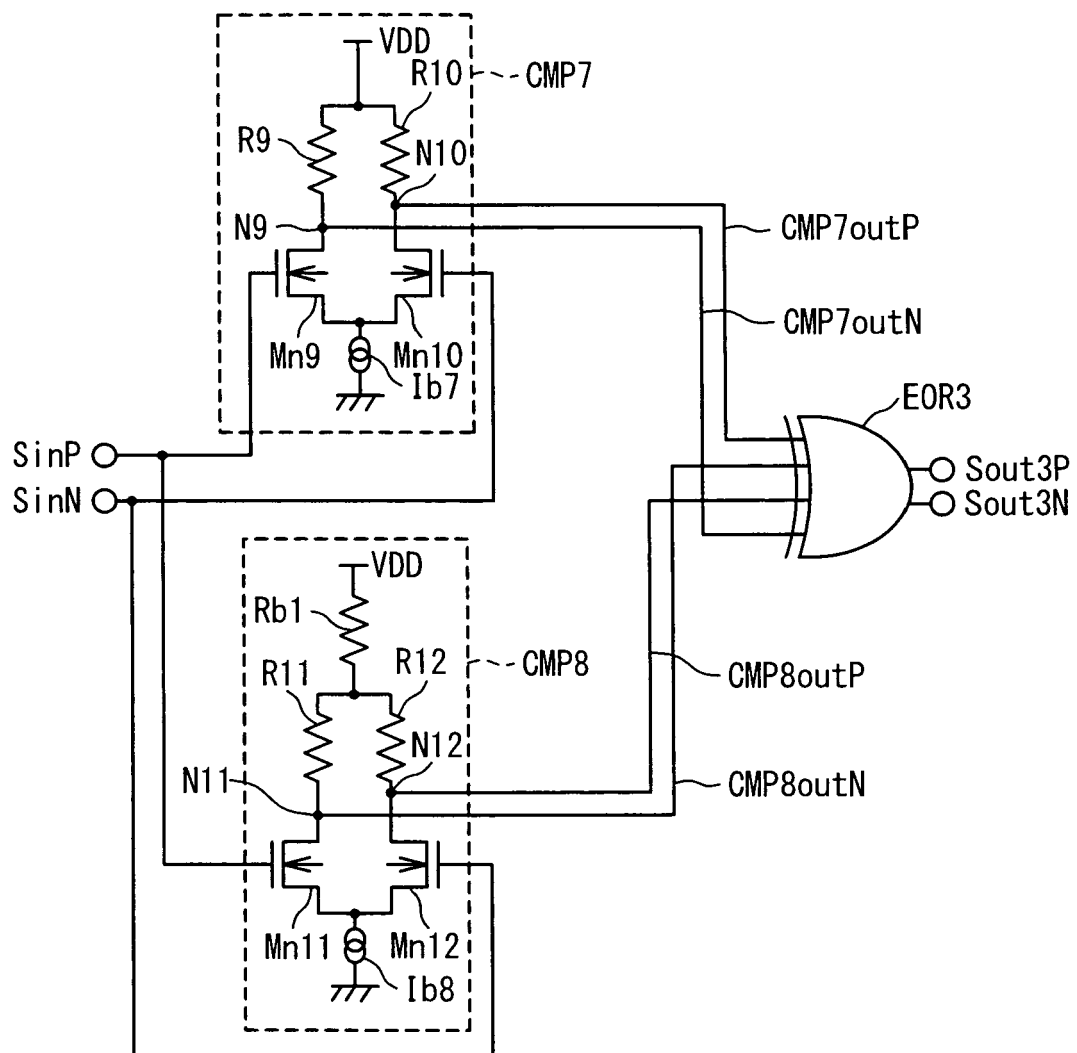 VDD
R10
CMP7
R9
N10
N9
CMP7outP
CMP7outN
Mn9
Mn10
Ib7
EOR3
SinP
Sout3P
SinN
Sout3N
VDD
Rb1
R12
CMP8
R11
CMP8outP
N12
N11
CMP8outN
Mn11
Mn12
Ib8